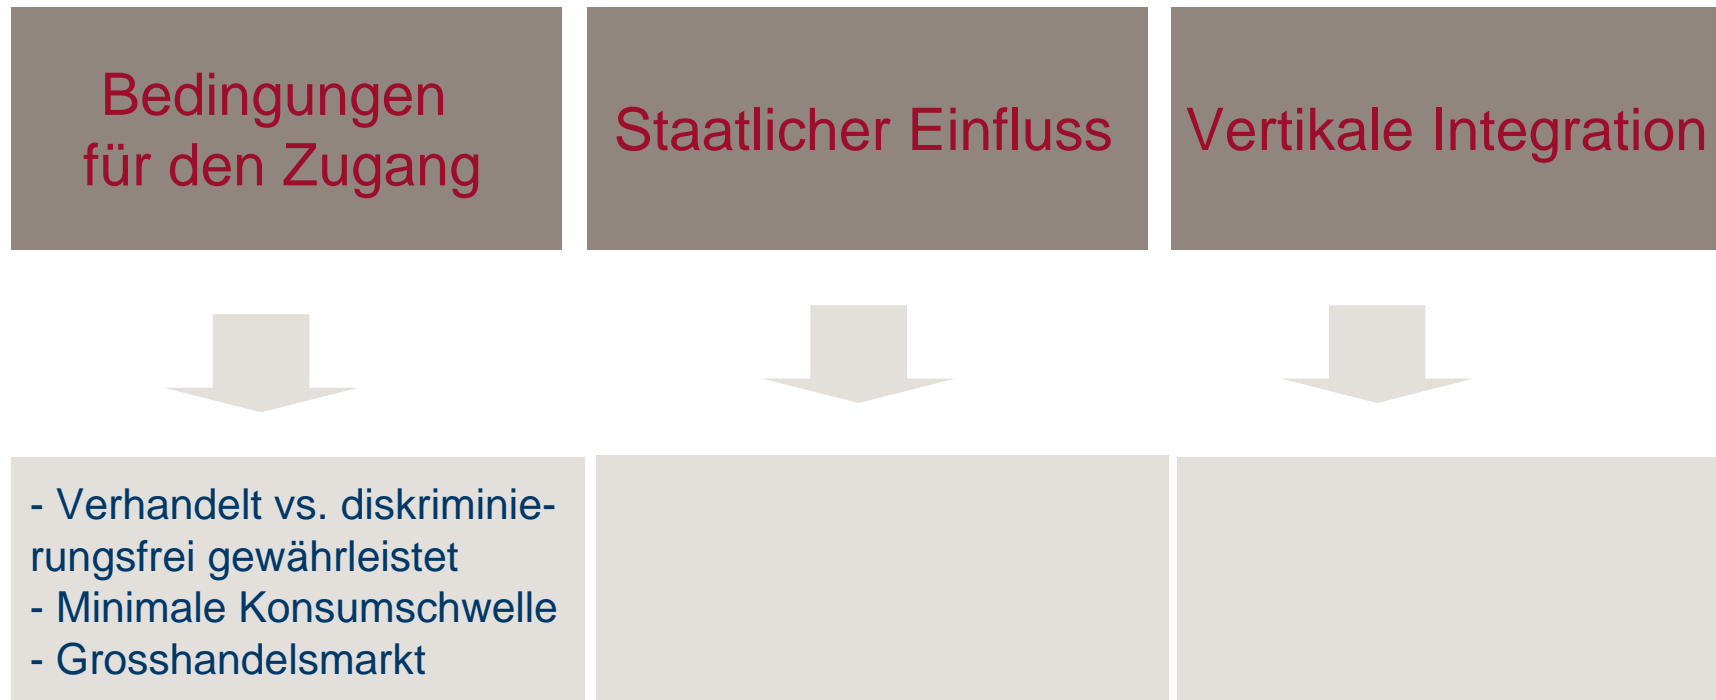 Bedingungen
für den Zugang
Staatlicher Einfluss
Vertikale Integration
- Verhandelt vs. diskriminie-
rungsfrei gewährleistet
- Minimale Konsumschwelle
- Grosshandelsmarkt